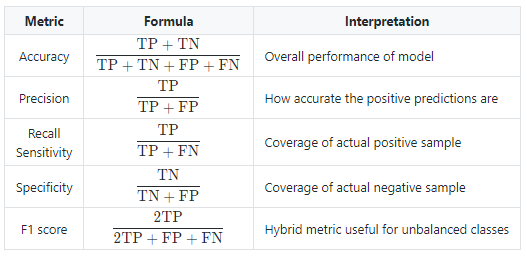 Metric Formula Interpretation
Accuracy TP + TN / TP + TN + FP + FN Overall performance of model
Precision TP / TP + FP How accurate the positive predictions are
Recall
Sensitivity TP / TP + FN Coverage of actual positive sample
Specificity TN / TN + FP Coverage of actual negative sample
F1 score 2TP / 2TP + FP + FN Hybrid metric useful for unbalanced classes